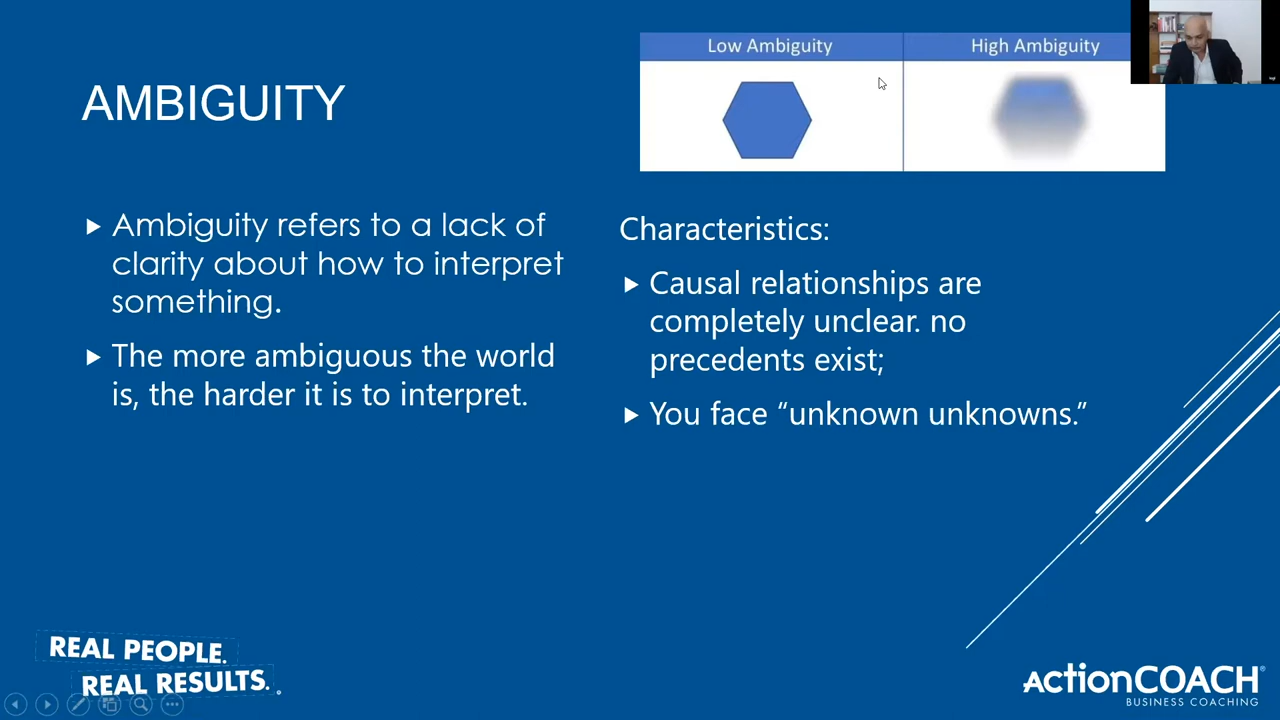 Low Ambiguity
High Ambiguity
AMBIGUITY
Ambiguity refers to a lack of
clarity about how to interpret
something.
The more ambiguous the world
is, the harder it is to interpret.
Characteristics:
Causal relationships are
completely unclear. no
precedents exist;
You face “unknown unknowns.”
REAL PEOPLE.
REAL RESULTS.
ActionCOACH®
BUSINESS COACHING